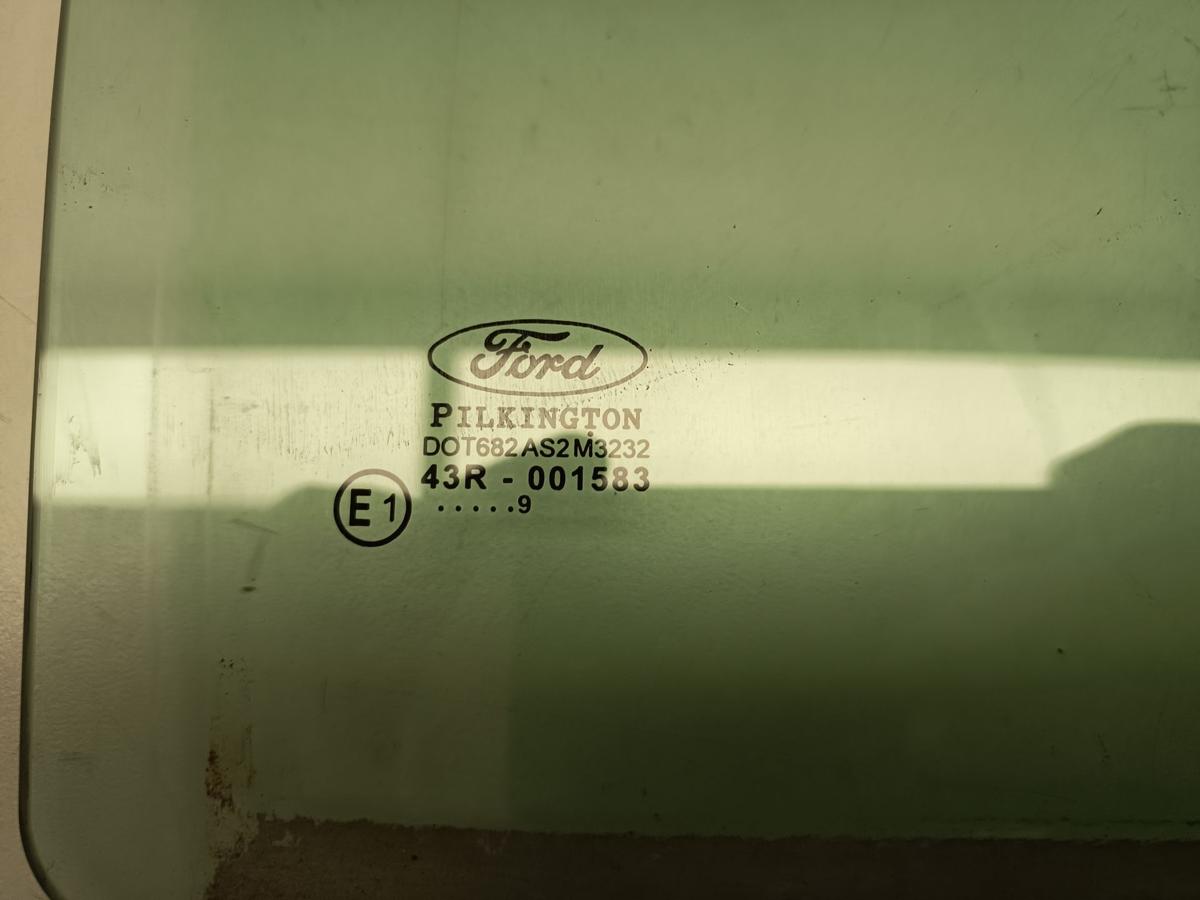 Ford
PILKINGTON
DOT682 AS2 M3232
43R - 001583
E1
.....9